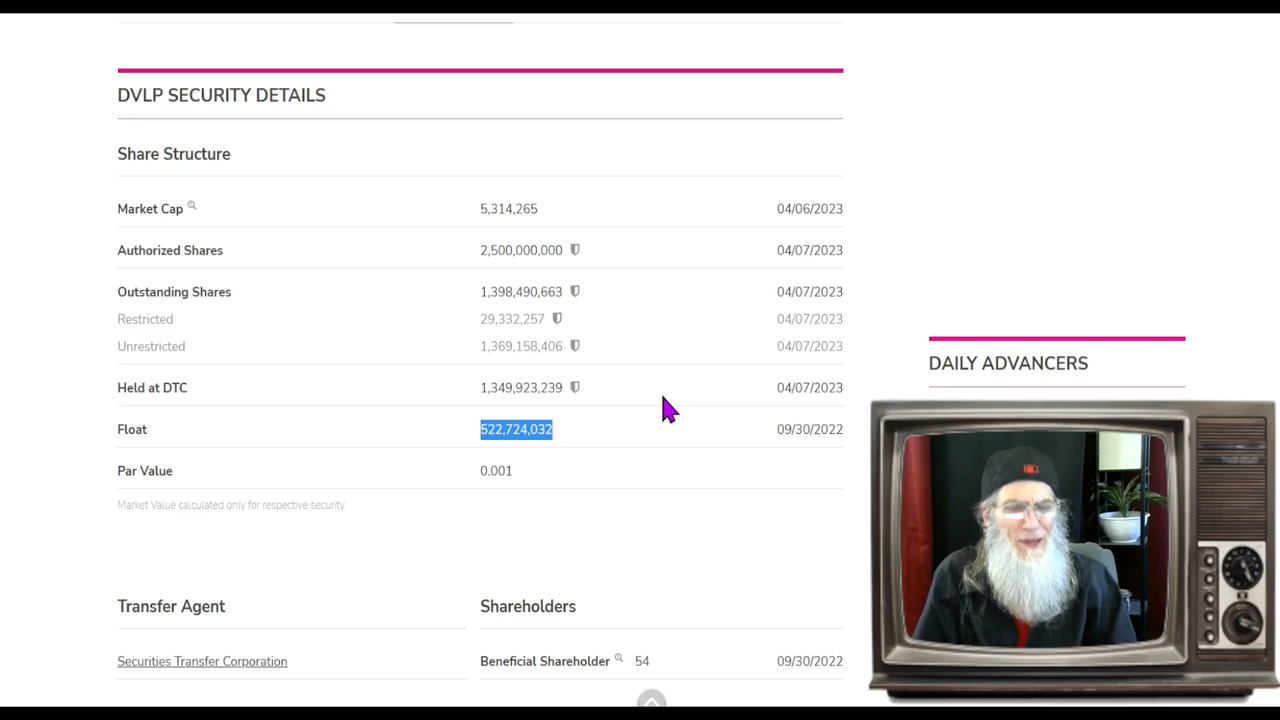 DVLP SECURITY DETAILS
Share Structure
Market Cap 5,314,265 04/06/2023
Authorized Shares 2,500,000,000 04/07/2023
Outstanding Shares 1,398,490,663 04/07/2023
Restricted 29,332,257 04/07/2023
Unrestricted 1,369,158,406 04/07/2023
Held at DTC 1,349,923,239 04/07/2023
Float 522,724,032 09/30/2022
Par Value 0.001
Market Value calculated only for respective security
Transfer Agent Shareholders
Securities Transfer Corporation Beneficial Shareholder 54 09/30/2022
DAILY ADVANCERS